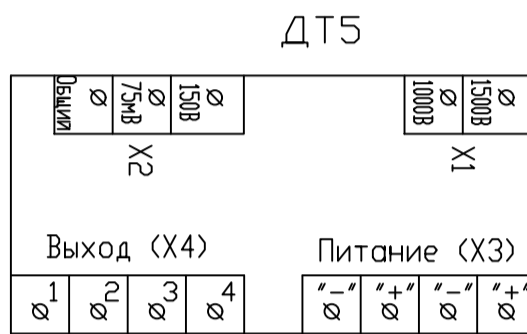 ДТ5
Общий ⌀ 75мВ ⌀ 150В ⌀ 1000В ⌀ 1500В ⌀
X2 X1
Выход (X4) Питание (X3)
⌀1 ⌀2 ⌀3 ⌀4 "-" ⌀ "+" ⌀ "-" ⌀ "+" ⌀